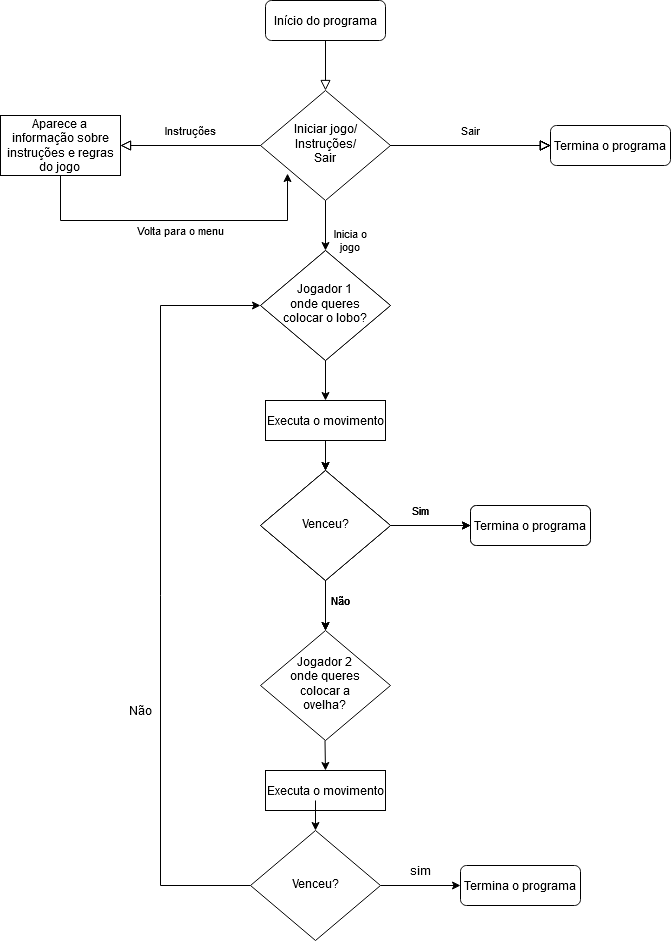 Início do programa
Iniciar jogo/
Instruções/
Sair
Instruções
Sair
Aparece a
informação sobre
instruções e regras
do jogo
Termina o programa
Volta para o menu
Inicia o
jogo
Jogador 1
onde queres
colocar o lobo?
Executa o movimento
Venceu?
Sim
Termina o programa
Não
Jogador 2
onde queres
colocar a
ovelha?
Não
Executa o movimento
Venceu?
sim
Termina o programa